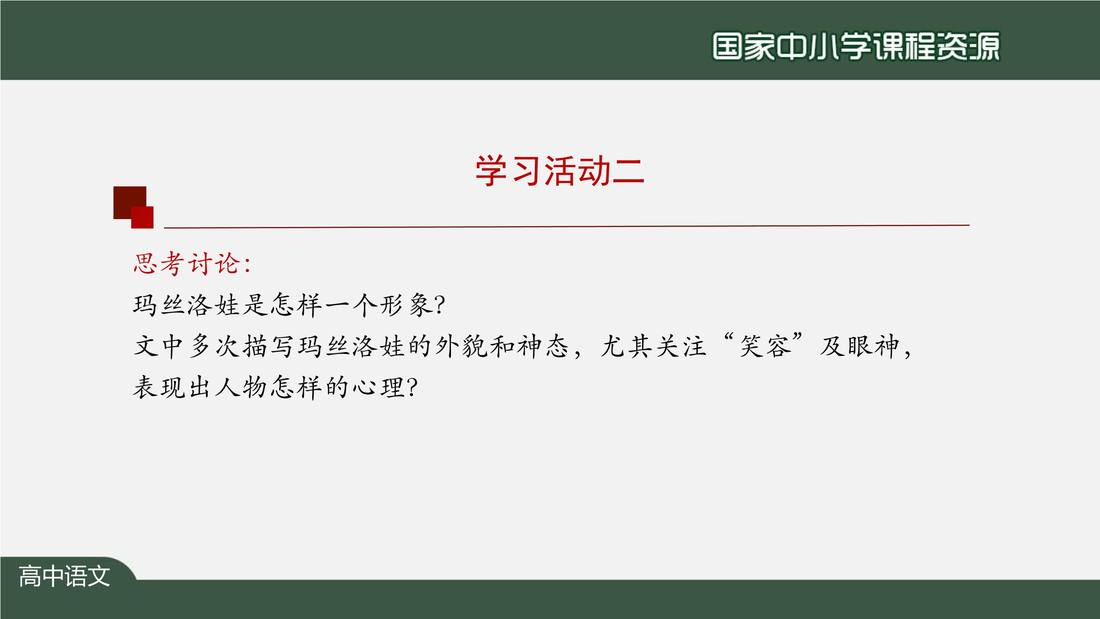 国家中小学课程资源
学习活动二
思考讨论：
玛丝洛娃是怎样一个形象？
文中多次描写玛丝洛娃的外貌和神态，尤其关注“笑容”及眼神，
表现出人物怎样的心理？
高中语文